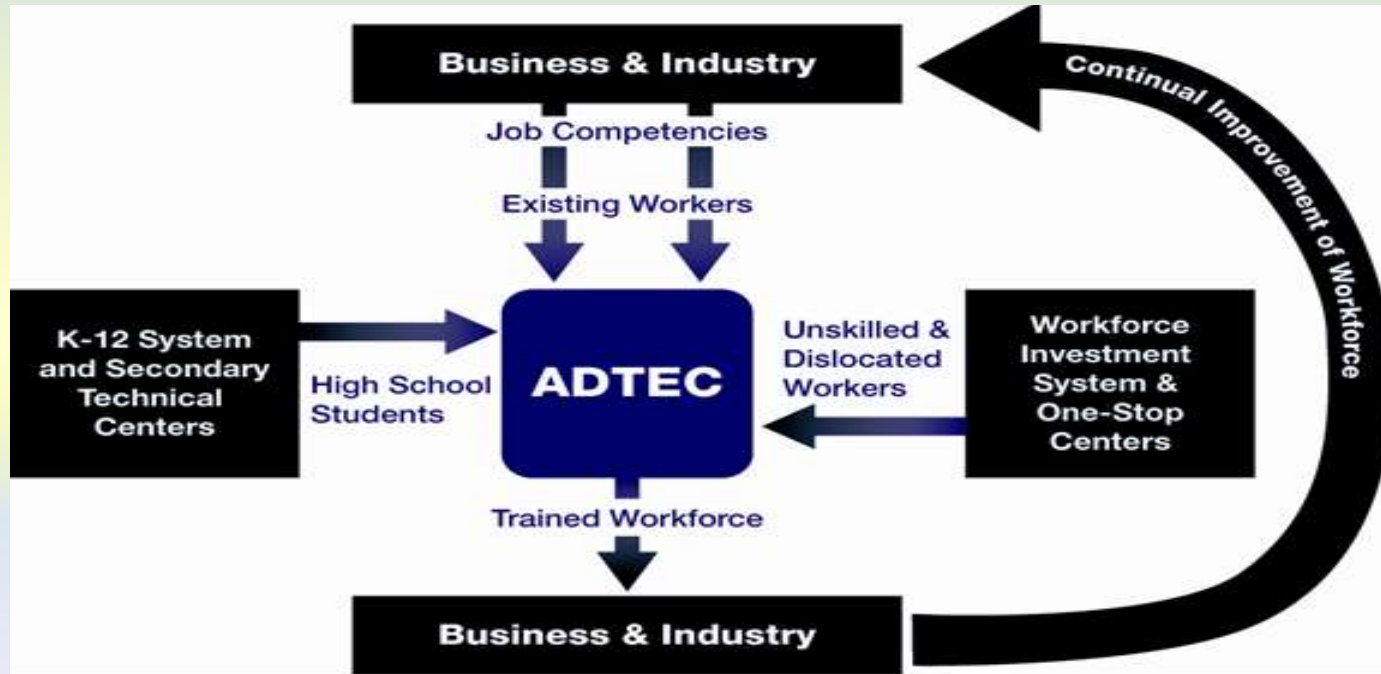 Business & Industry
Continual Improvement of Workforce
Job Competencies
Existing Workers
K-12 System
and Secondary
Technical
Centers
High School
Students
ADTEC
Unskilled &
Dislocated
Workers
Workforce
Investment
System &
One-Stop
Centers
Trained Workforce
Business & Industry